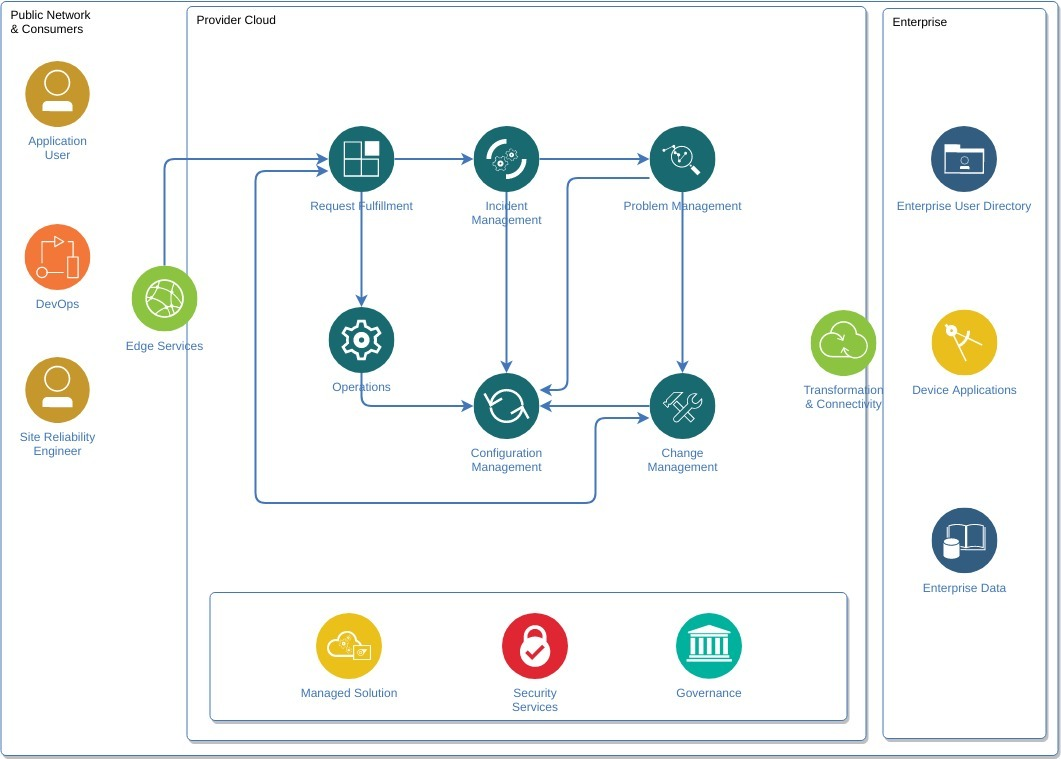 Public Network
& Consumers
Provider Cloud
Enterprise
Application
User
DevOps
Site Reliability
Engineer
Edge Services
Request Fulfillment
Incident
Management
Problem Management
Operations
Configuration
Management
Change
Management
Transformation
& Connectivity
Enterprise User Directory
Device Applications
Enterprise Data
Managed Solution
Security
Services
Governance